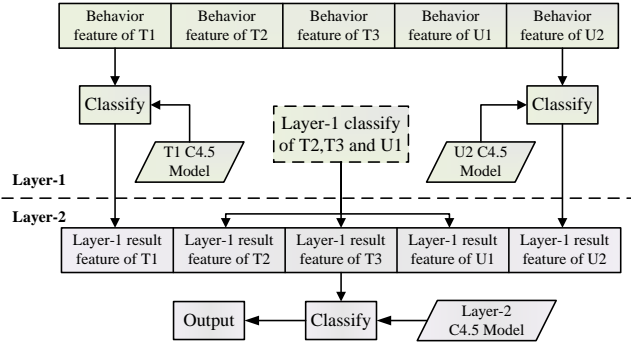 Behavior
feature of T1
Behavior
feature of T2
Behavior
feature of T3
Behavior
feature of U1
Behavior
feature of U2
Classify
Classify
Layer-1 classify
of T2,T3 and U1
T1 C4.5
Model
U2 C4.5
Model
Layer-1
Layer-2
Layer-1 result
feature of T1
Layer-1 result
feature of T2
Layer-1 result
feature of T3
Layer-1 result
feature of U1
Layer-1 result
feature of U2
Output
Classify
Layer-2
C4.5 Model